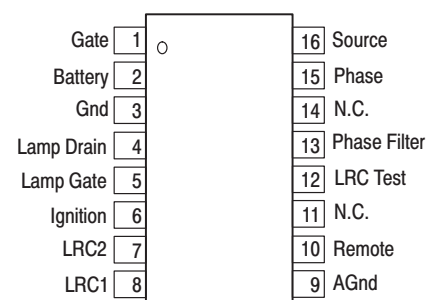 Gate 1 16 Source
Battery 2 15 Phase
Gnd 3 14 N.C.
Lamp Drain 4 13 Phase Filter
Lamp Gate 5 12 LRC Test
Ignition 6 11 N.C.
LRC2 7 10 Remote
LRC1 8 9 AGnd